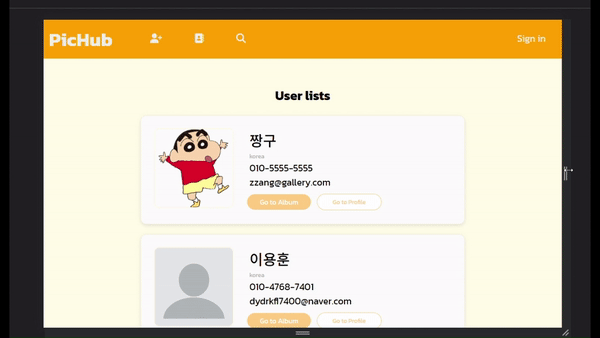 PicHub
Sign in
User lists
짱구
korea
010-5555-5555
zzang@gallery.com
Go to Album
Go to Profile
이용훈
korea
010-4768-7401
dydrkfl7400@naver.com
Go to Album
Go to Profile